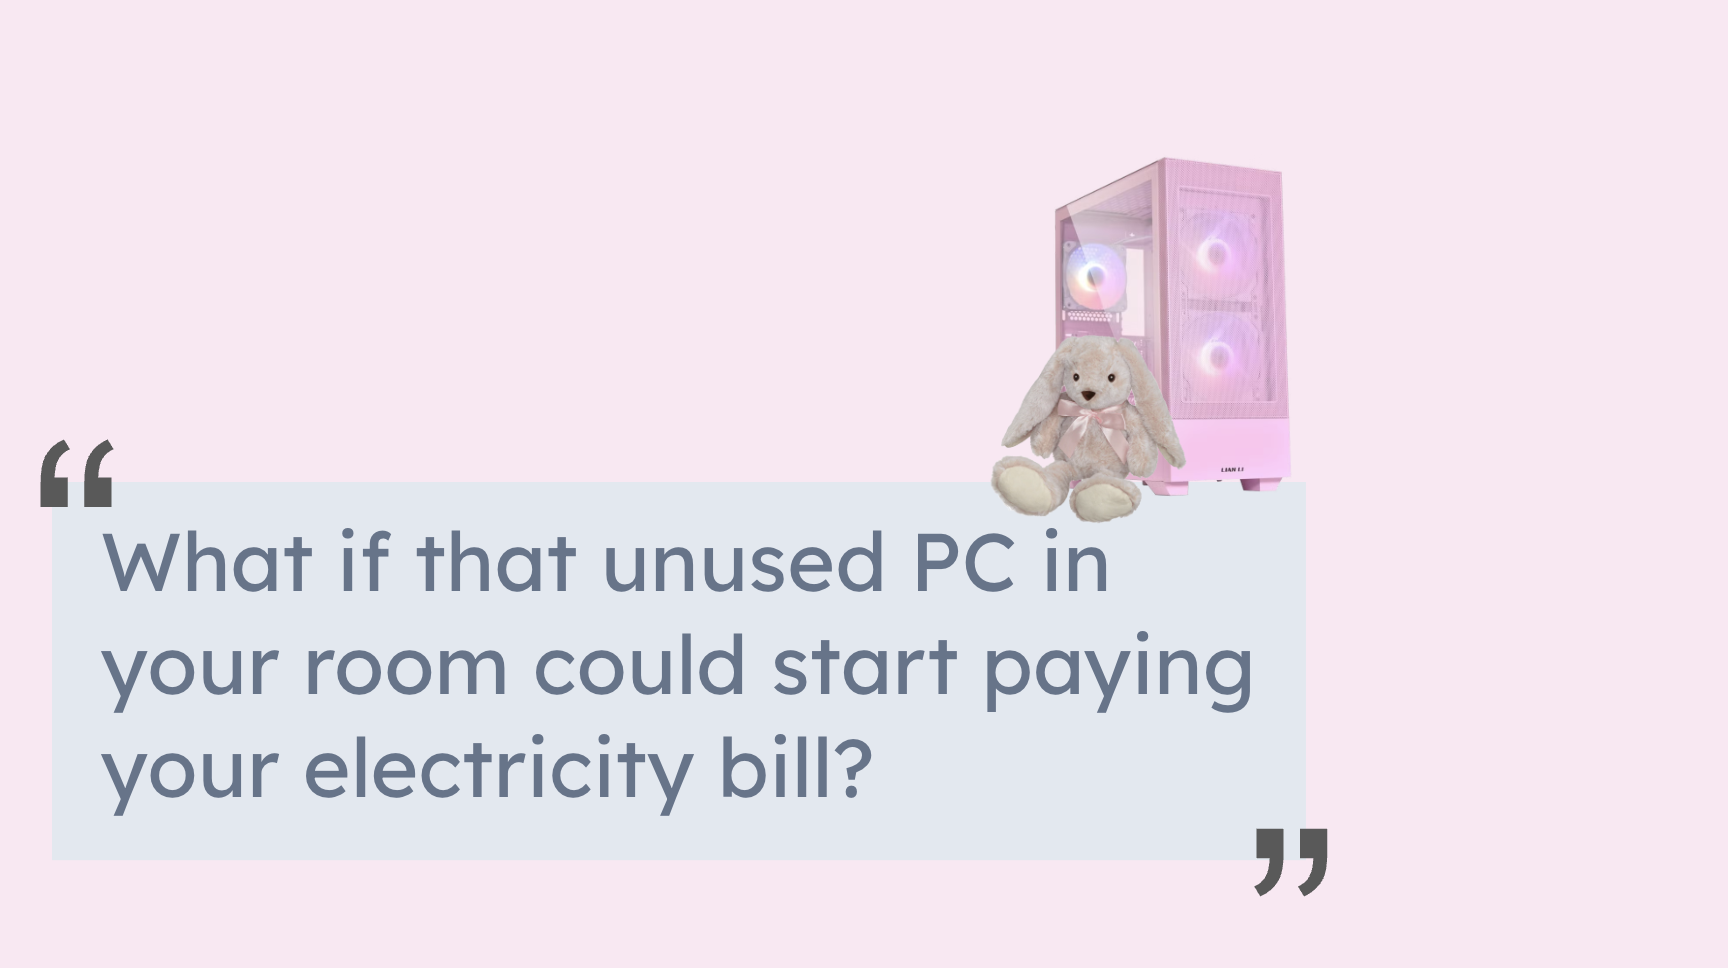 LIAN LI
“
What if that unused PC in
your room could start paying
your electricity bill?
”